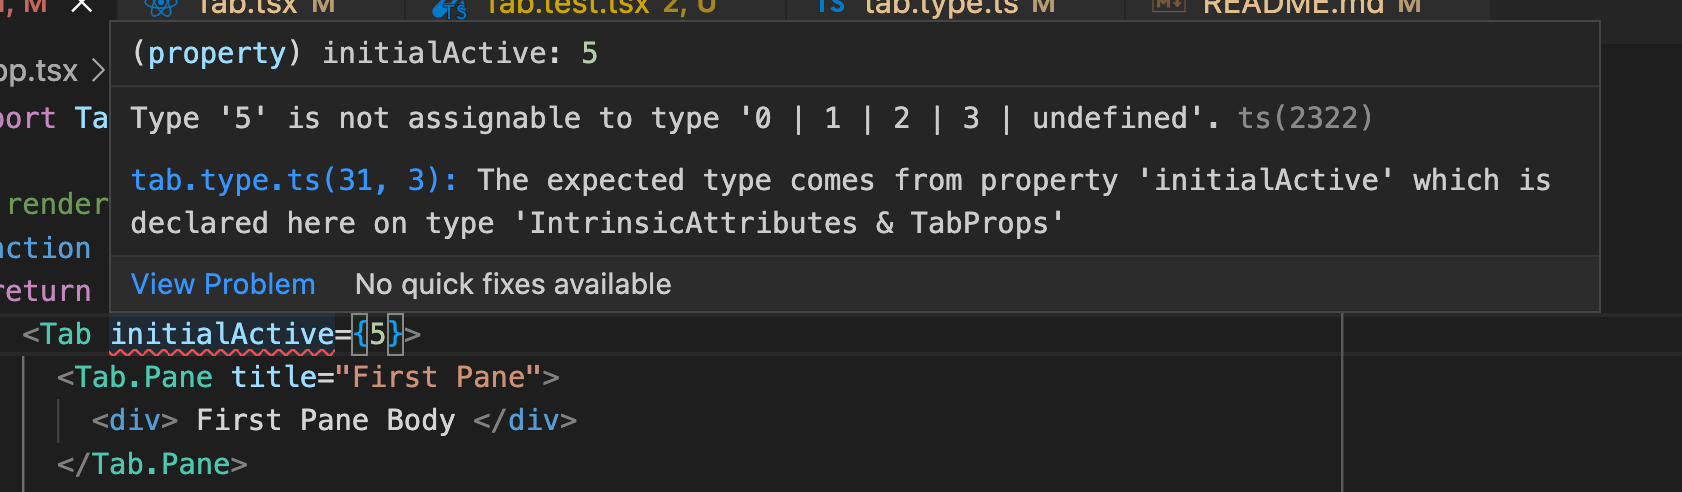 , M Tab.tsx M Tab.test.tsx 2, U TS tab.type.ts M README.md M
pp.tsx >
(property) initialActive: 5
port Ta
Type '5' is not assignable to type '0 | 1 | 2 | 3 | undefined'. ts(2322)
tab.type.ts(31, 3): The expected type comes from property 'initialActive' which is
declared here on type 'IntrinsicAttributes & TabProps'
render
nction
return
View Problem No quick fixes available
<Tab initialActive={5}>
<Tab.Pane title="First Pane">
<div> First Pane Body </div>
</Tab.Pane>